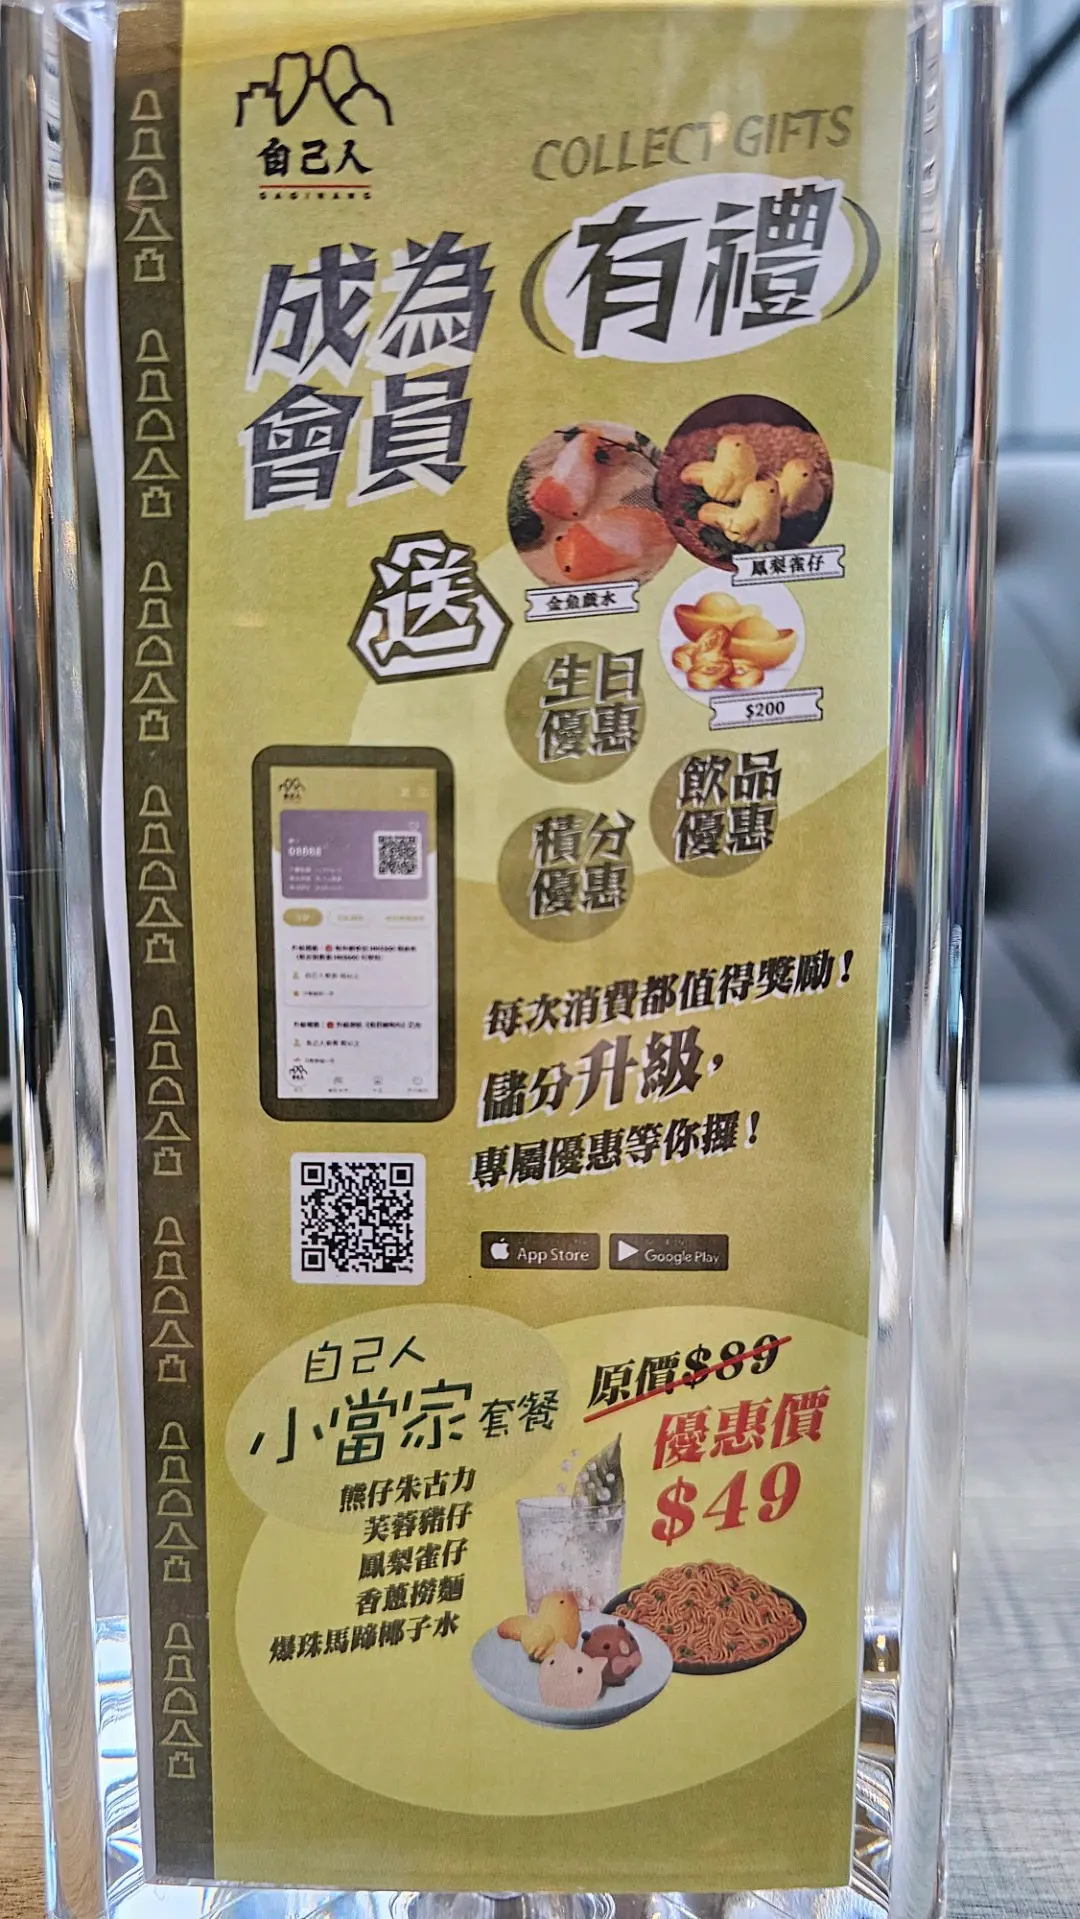 自己人
GAGINANG
COLLECT GIFTS
成為
會員
有禮
送
金魚戲水
鳳梨雀仔
$200
生日
優惠
飲品
優惠
積分
優惠
每次消費都值得獎勵！
儲分升級，
專屬優惠等你攞！
App Store
Google Play
自己人
小當家套餐
熊仔朱古力
芙蓉豬仔
鳳梨雀仔
香蔥撈麵
爆珠馬蹄椰子水
原價$89
優惠價
$49